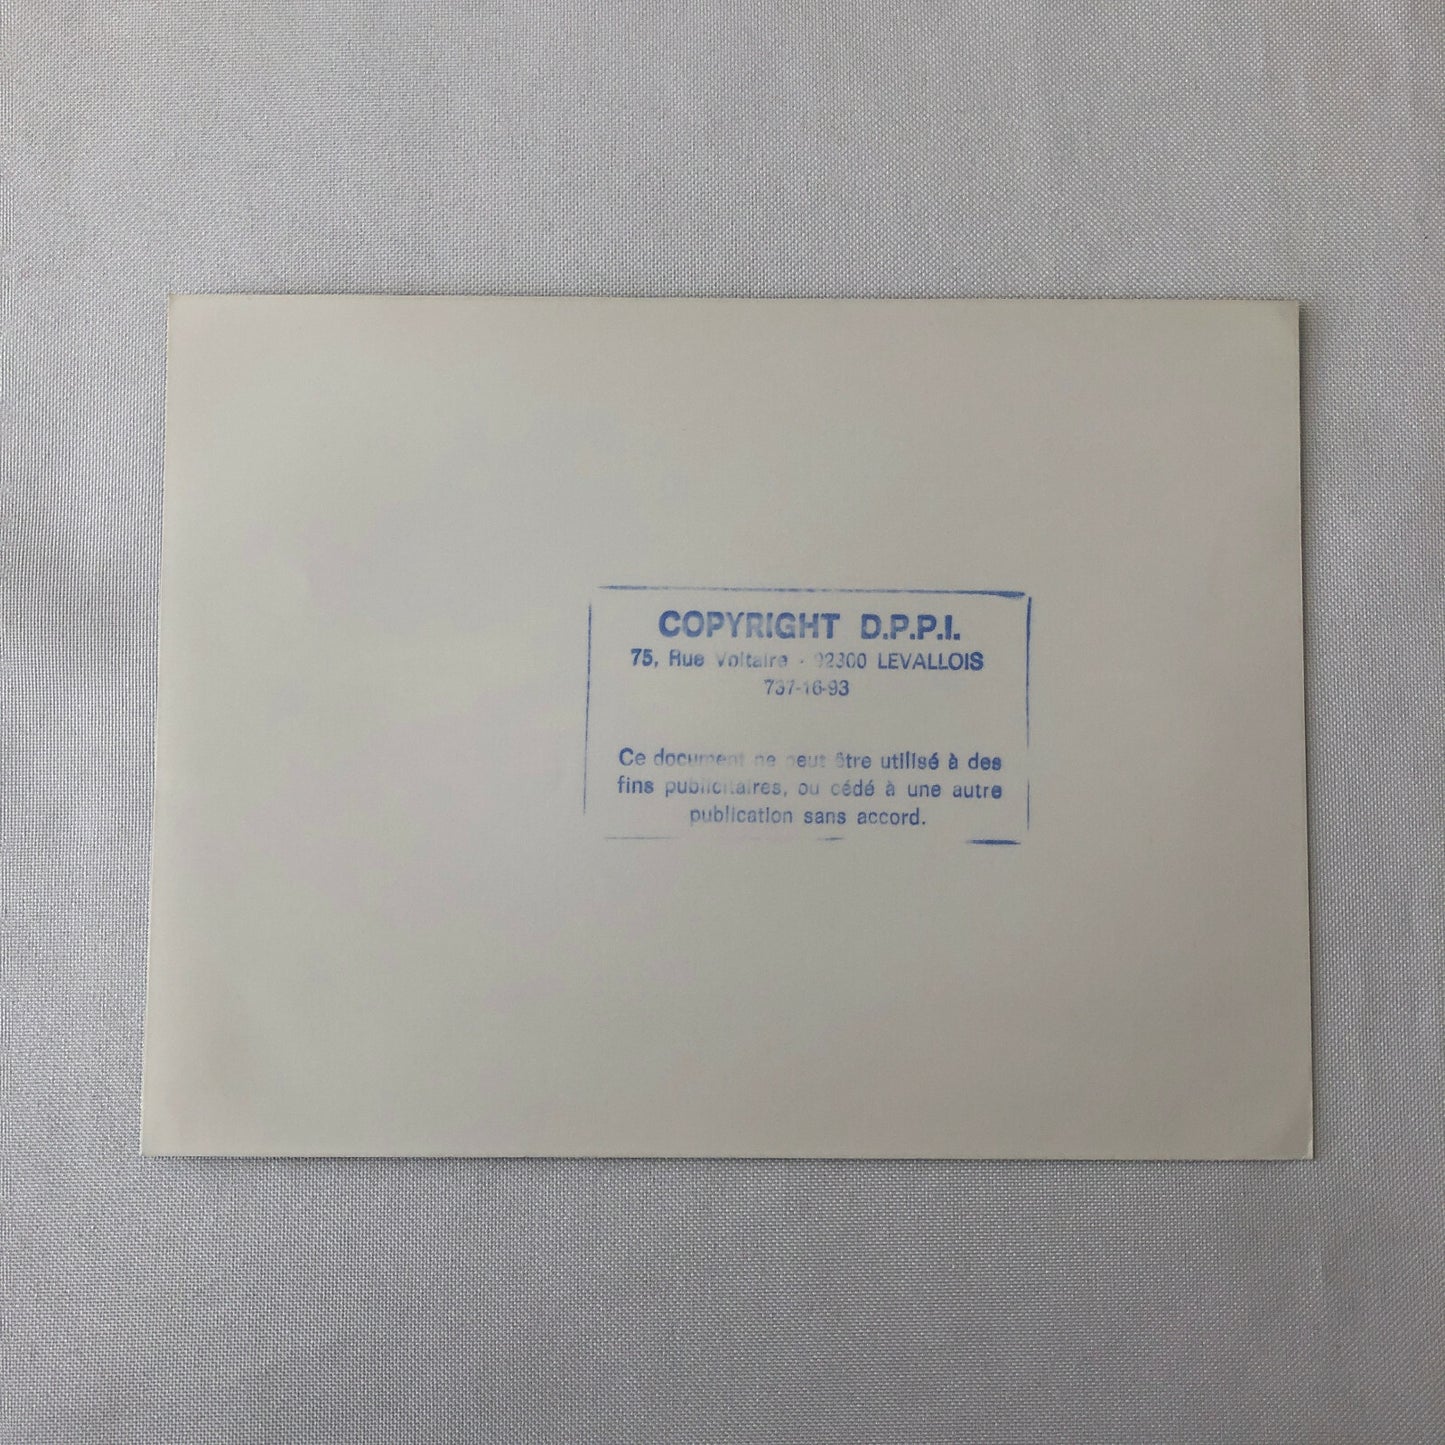 COPYRIGHT D.P.P.I.
75, Rue Voltaire - 92300 LEVALLOIS
737-16-93
Ce document ne peut être utilisé à des
fins publicitaires, ou cédé à une autre
publication sans accord.